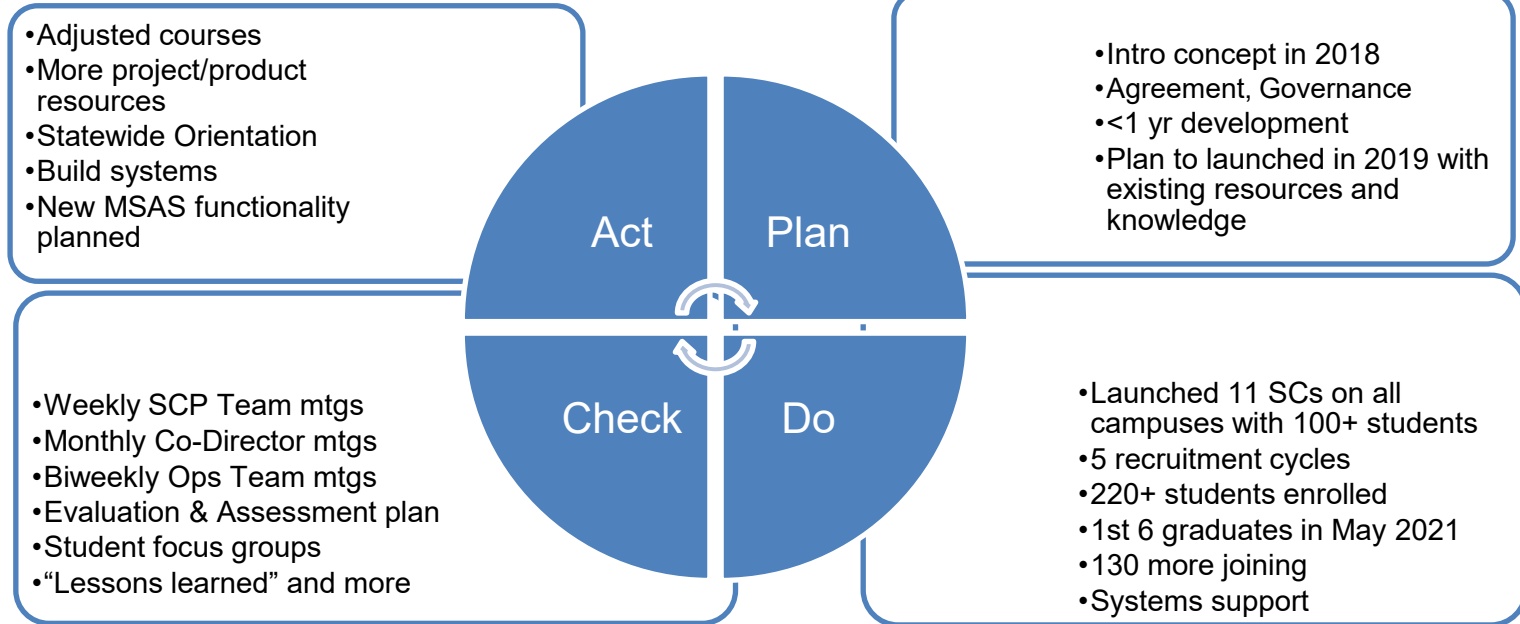 •Adjusted courses
•More project/product
resources
•Statewide Orientation
•Build systems
•New MSAS functionality
planned
•Intro concept in 2018
•Agreement, Governance
•<1 yr development
•Plan to launched in 2019 with
existing resources and
knowledge
Act
Plan
Check
Do
•Weekly SCP Team mtgs
•Monthly Co-Director mtgs
•Biweekly Ops Team mtgs
•Evaluation & Assessment plan
•Student focus groups
•“Lessons learned” and more
•Launched 11 SCs on all
campuses with 100+ students
•5 recruitment cycles
•220+ students enrolled
•1st 6 graduates in May 2021
•130 more joining
•Systems support